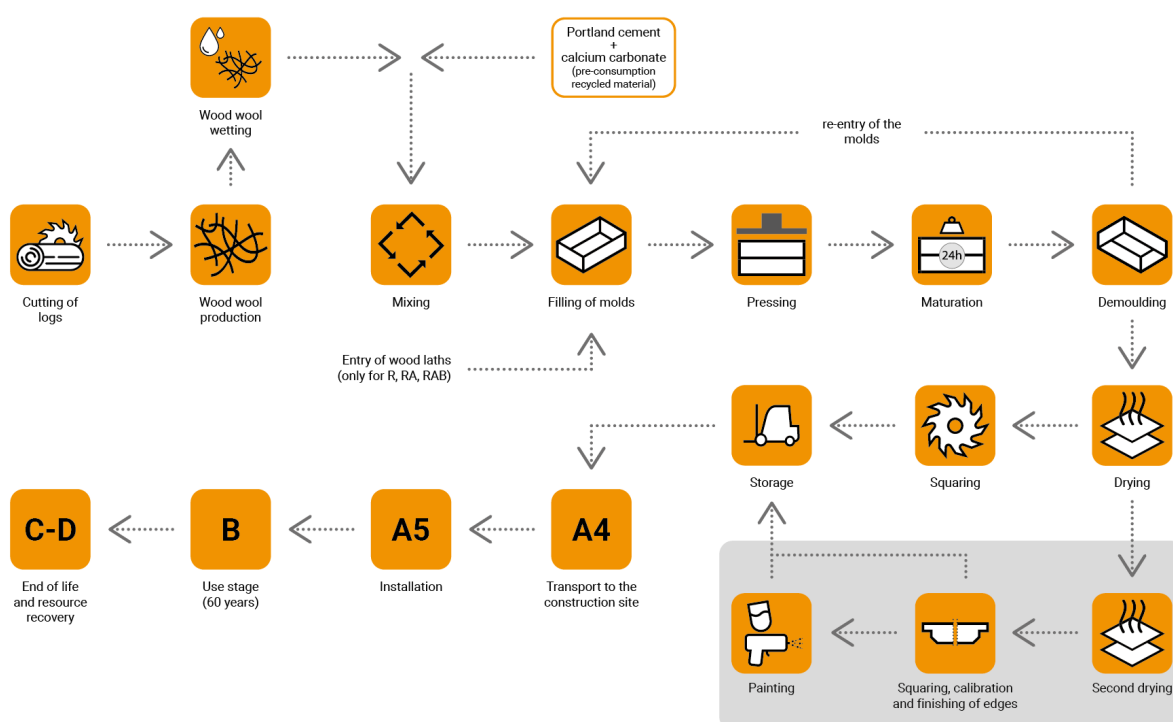 Portland cement
+
calcium carbonate
(pre-consumption
recycled material)
Wood wool
wetting
re-entry of the
molds
24h
Cutting of
logs
Wood wool
production
Mixing
Filling of molds
Pressing
Maturation
Demoulding
Entry of wood laths
(only for R, RA, RAB)
Storage
Squaring
Drying
C-D
B
A5
A4
End of life
and resource
recovery
Use stage
(60 years)
Installation
Transport to the
construction site
Painting
Squaring, calibration
and finishing of edges
Second drying